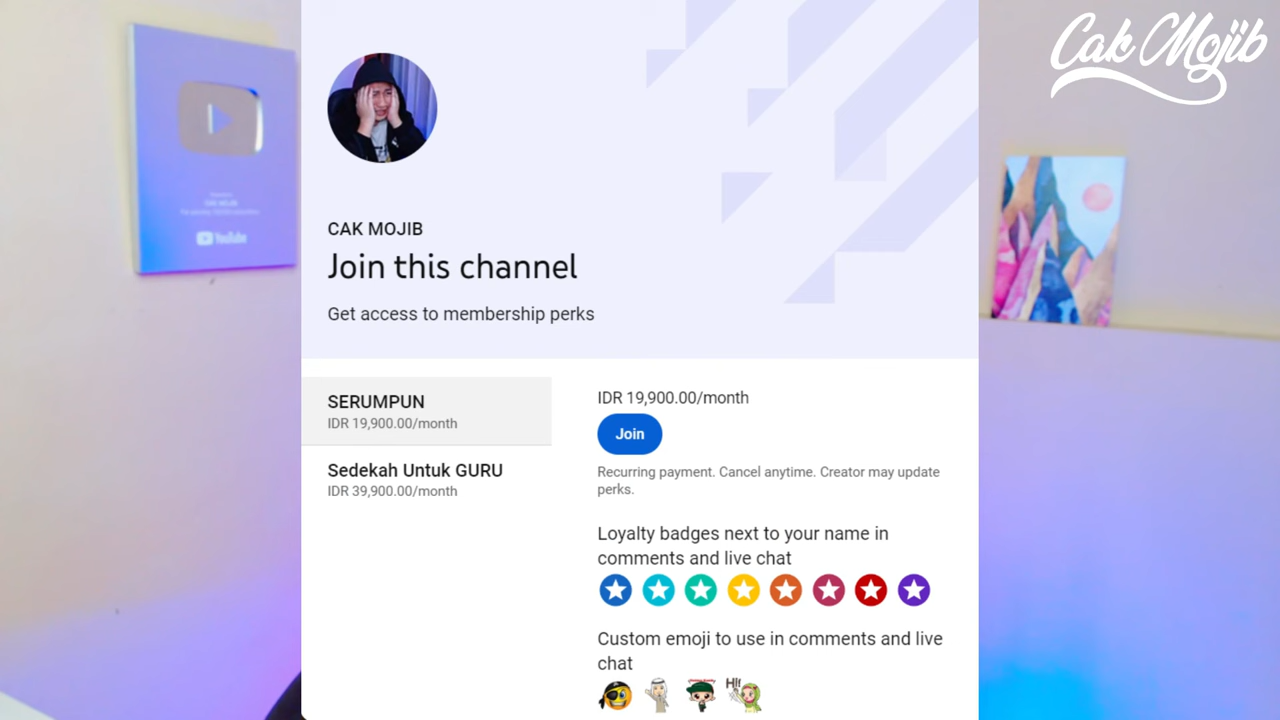 Cak Mojib
YouTube
CAK MOJIB
Join this channel
Get access to membership perks
SERUMPUN
IDR 19,900.00/month
Sedekah Untuk GURU
IDR 39,900.00/month
IDR 19,900.00/month
Join
Recurring payment. Cancel anytime. Creator may update
perks.
Loyalty badges next to your name in
comments and live chat
Custom emoji to use in comments and live
chat
HI!